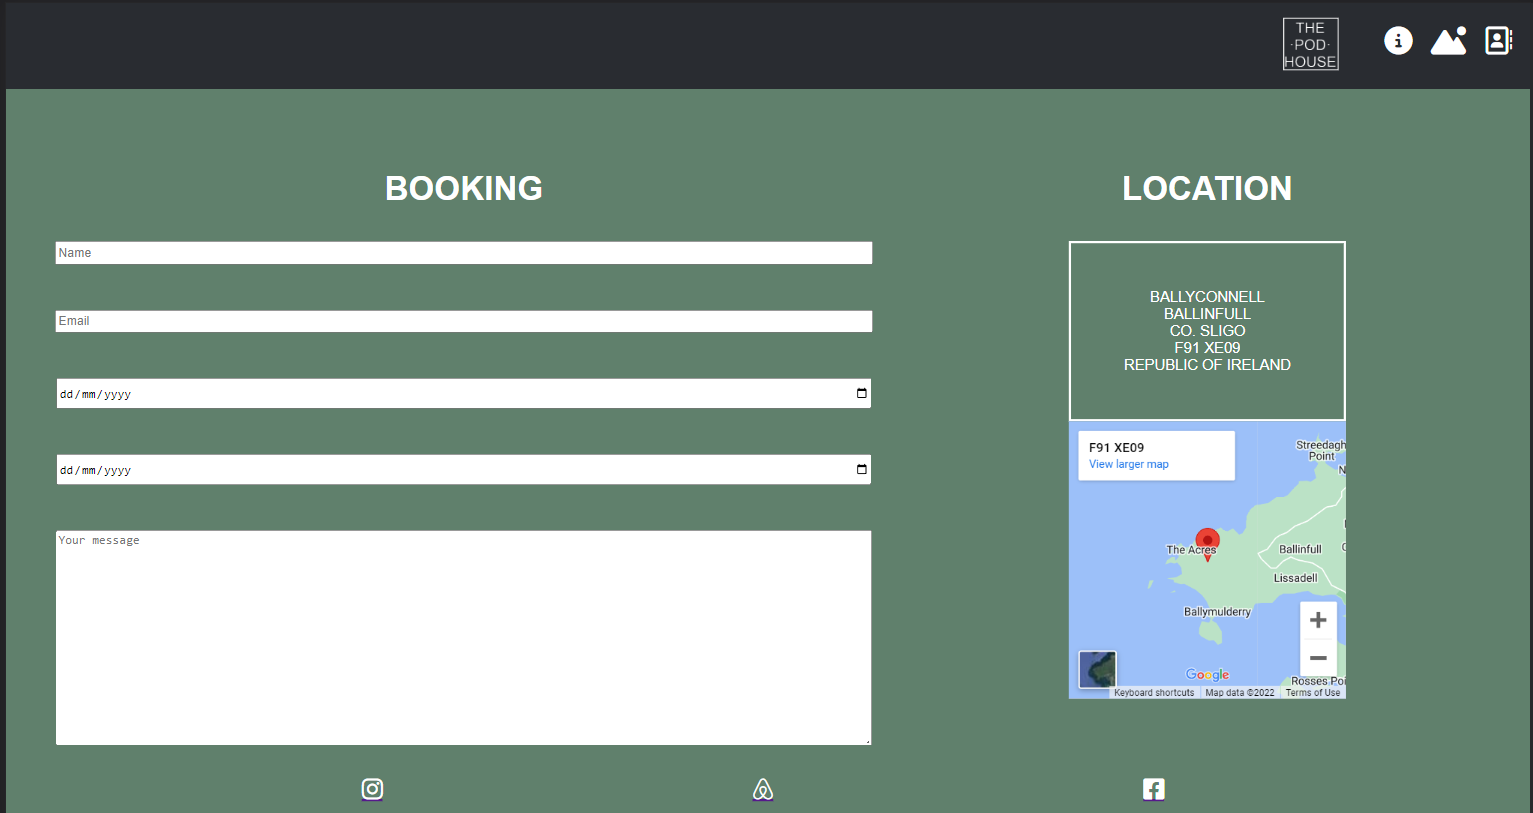 THE
·POD·
HOUSE
BOOKING
Name
Email
dd/mm/yyyy
dd/mm/yyyy
Your message
LOCATION
BALLYCONNELL
BALLINFULL
CO. SLIGO
F91 XE09
REPUBLIC OF IRELAND
F91 XE09
View larger map
Streedagh
Point
The Acres
Ballinfull
Lissadell
Ballymulderry
Google
Rosses Poi
Keyboard shortcuts
Map data ©2022
Terms of Use